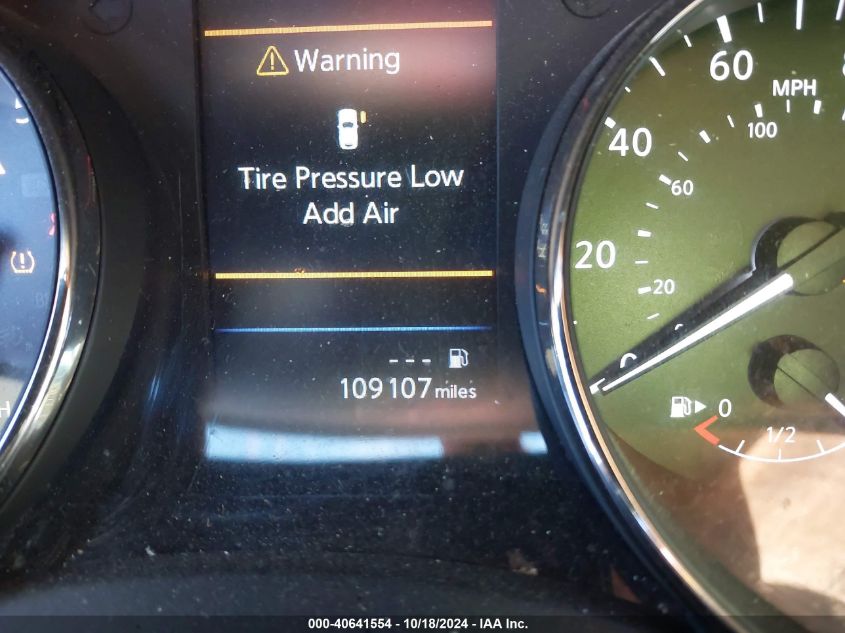 Warning
Tire Pressure Low
Add Air
---
109107 miles
5
H
20
40
60
MPH
20
60
100
0
1/2
000-40641554 - 10/18/2024 - IAA Inc.